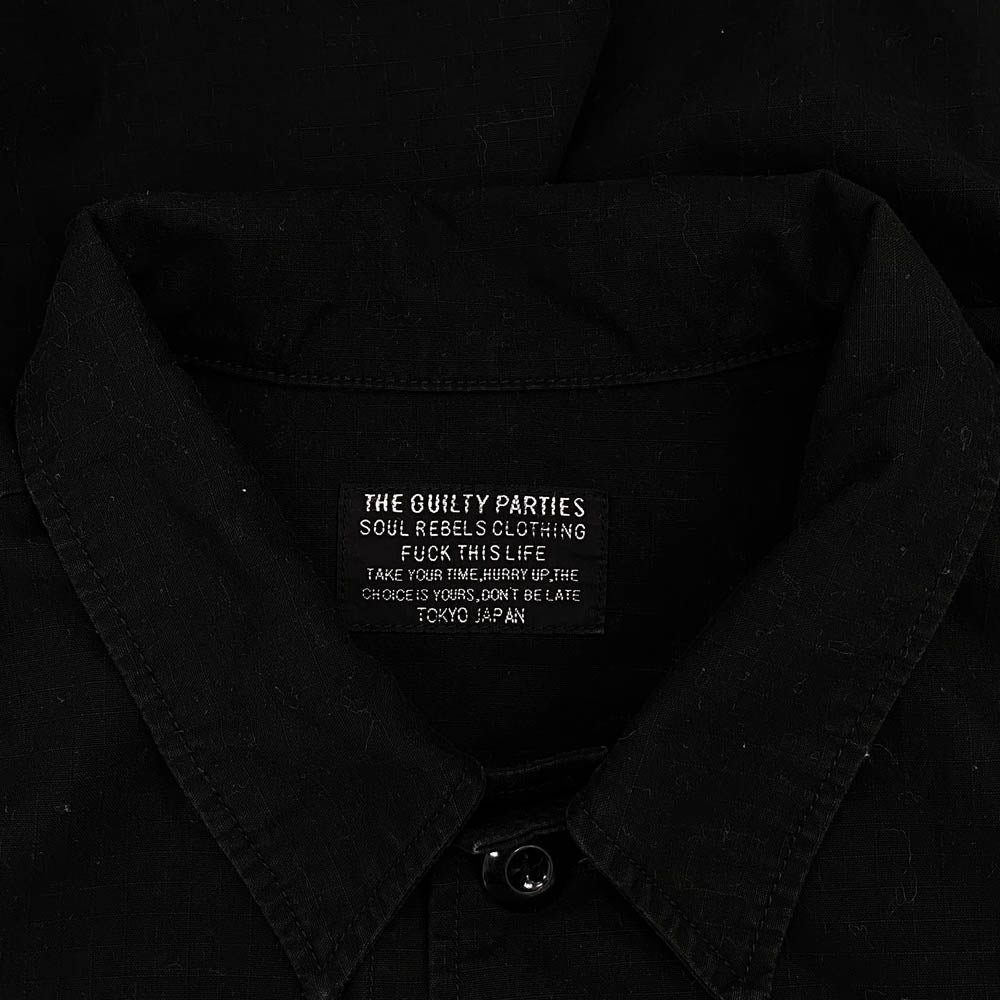 THE GUILTY PARTIES
SOUL REBELS CLOTHING
FUCK THIS LIFE
TAKE YOUR TIME,HURRY UP,THE
CHOICE IS YOURS,DON'T BE LATE
TOKYO JAPAN